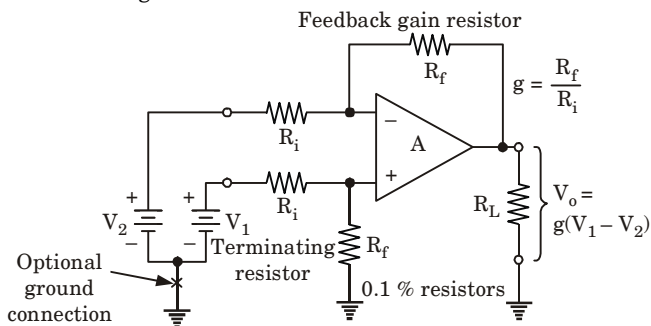 g
Feedback gain resistor
R_f
g = R_f / R_i
R_i
−
A
+
R_i
+
V_2
−
+
V_1
−
Terminating
resistor
R_f
R_L
V_o =
g(V_1 − V_2)
Optional
ground
connection
0.1 % resistors